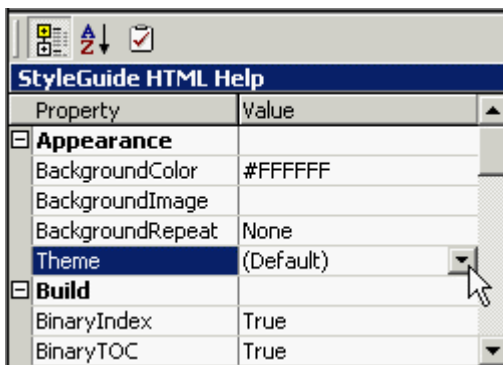 A Z
StyleGuide HTML Help
Property Value
Appearance
BackgroundColor #FFFFFF
BackgroundImage
BackgroundRepeat None
Theme (Default)
Build
BinaryIndex True
BinaryTOC True